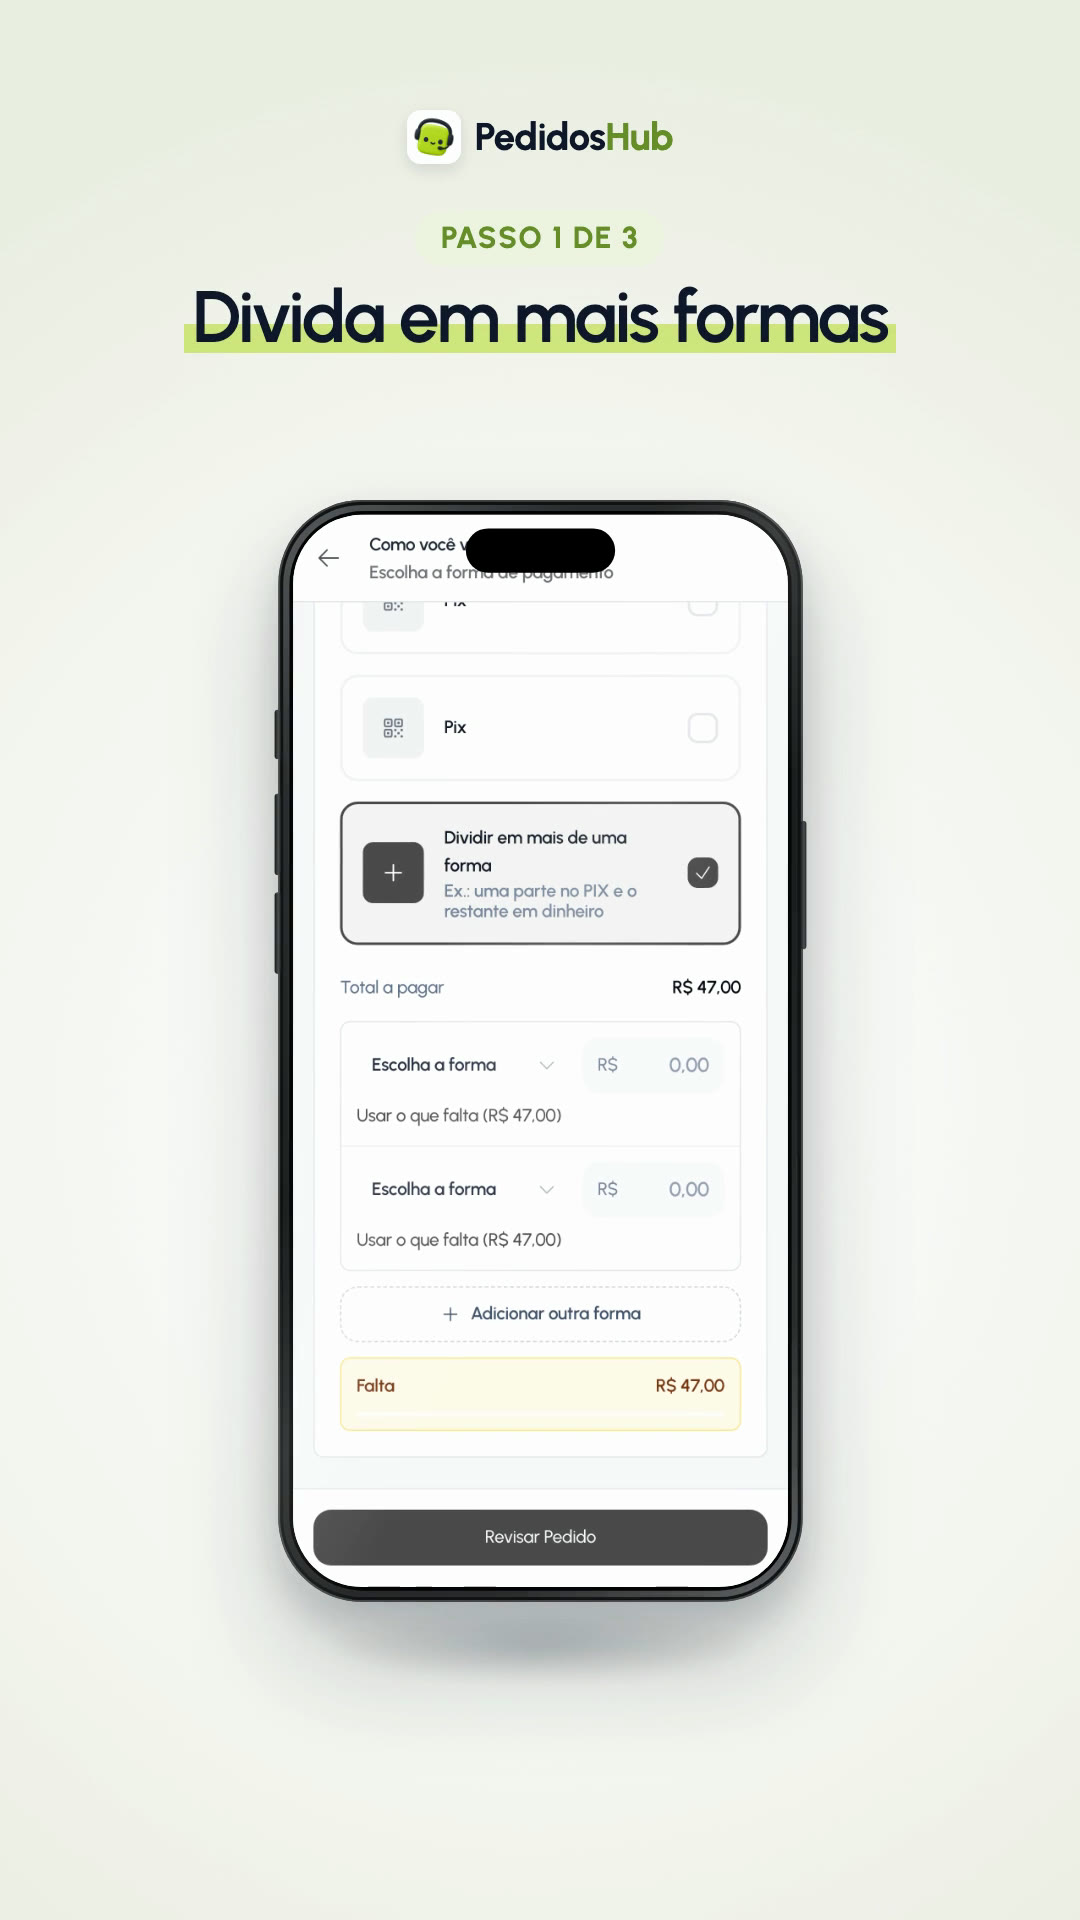 PedidosHub
PASSO 1 DE 3
Divida em mais formas
Como você
Escolha a forma de pagamento
Pix
Pix
Dividir em mais de uma
forma
Ex.: uma parte no PIX e o
restante em dinheiro
Total a pagar R$ 47,00
Escolha a forma R$ 0,00
Usar o que falta (R$ 47,00)
Escolha a forma R$ 0,00
Usar o que falta (R$ 47,00)
+ Adicionar outra forma
Falta R$ 47,00
Revisar Pedido